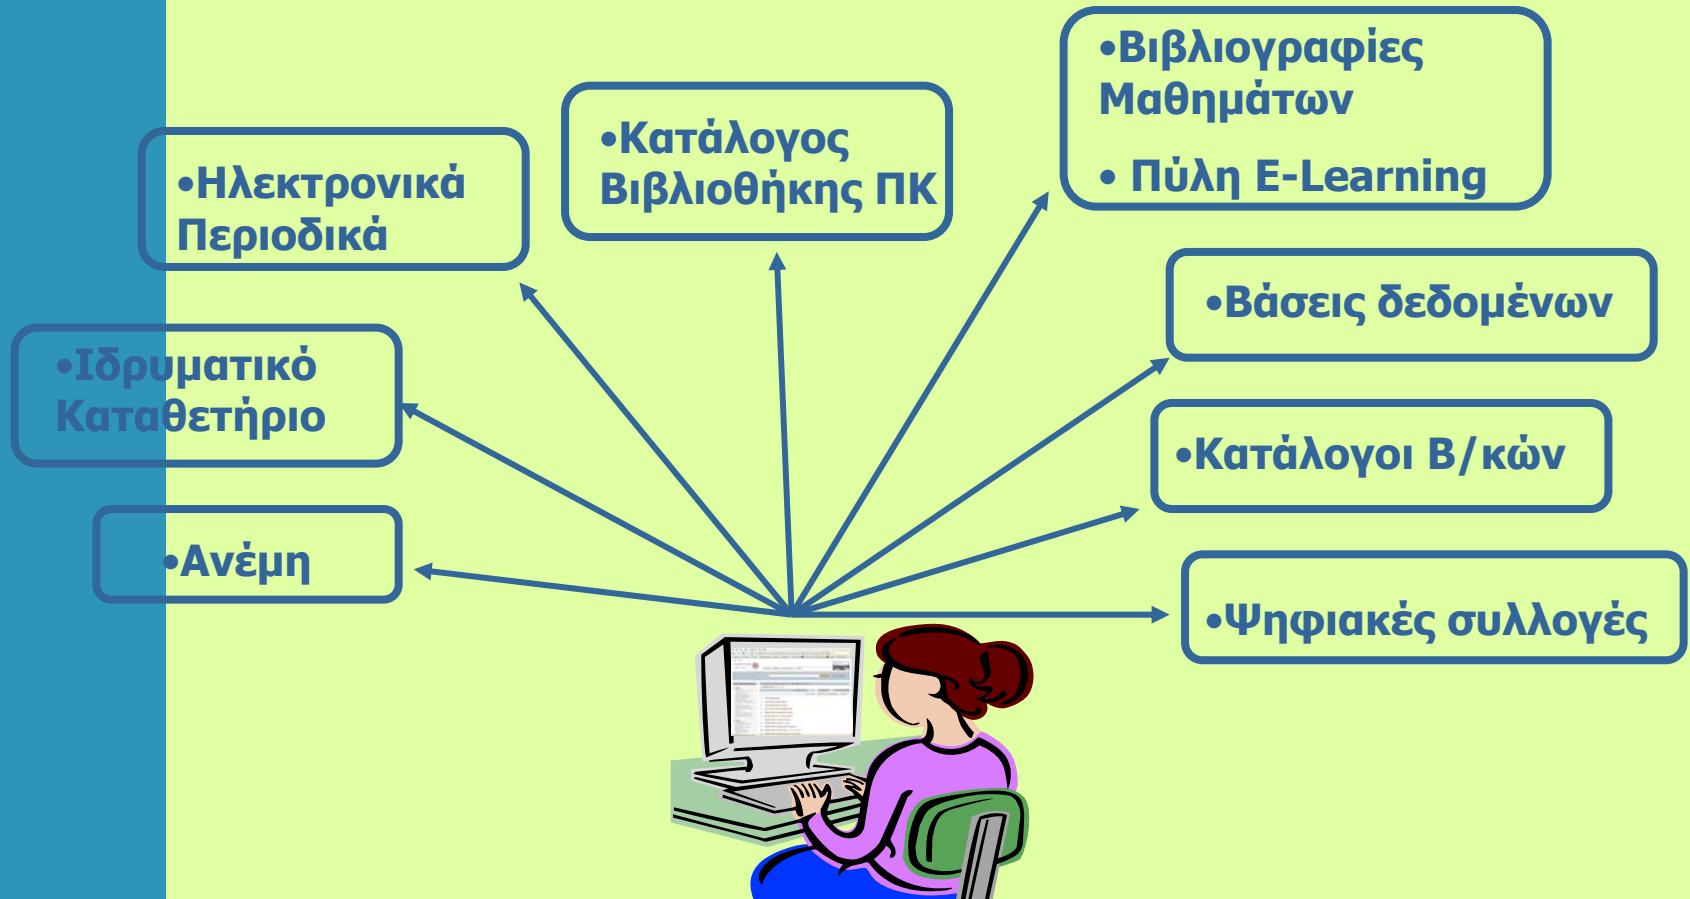 •Βιβλιογραφίες
Μαθημάτων
• Πύλη E-Learning
•Κατάλογος
Βιβλιοθήκης ΠΚ
•Ηλεκτρονικά
Περιοδικά
•Βάσεις δεδομένων
•Ιδρυματικό
Καταθετήριο
•Κατάλογοι Β/κών
•Ανέμη
•Ψηφιακές συλλογές